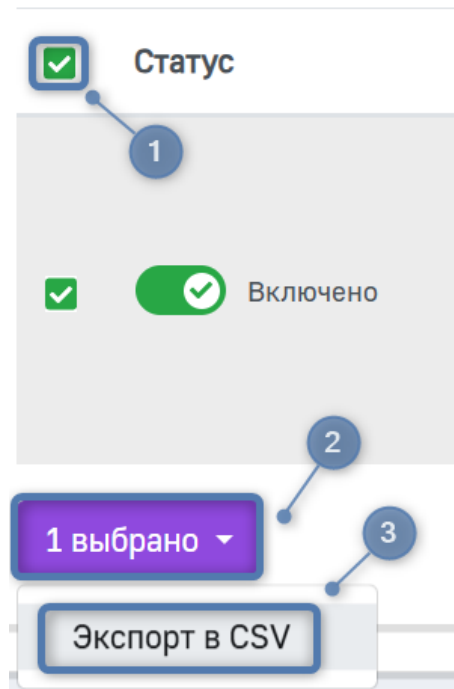 Статус
1
Включено
2
1 выбрано
3
Экспорт в CSV